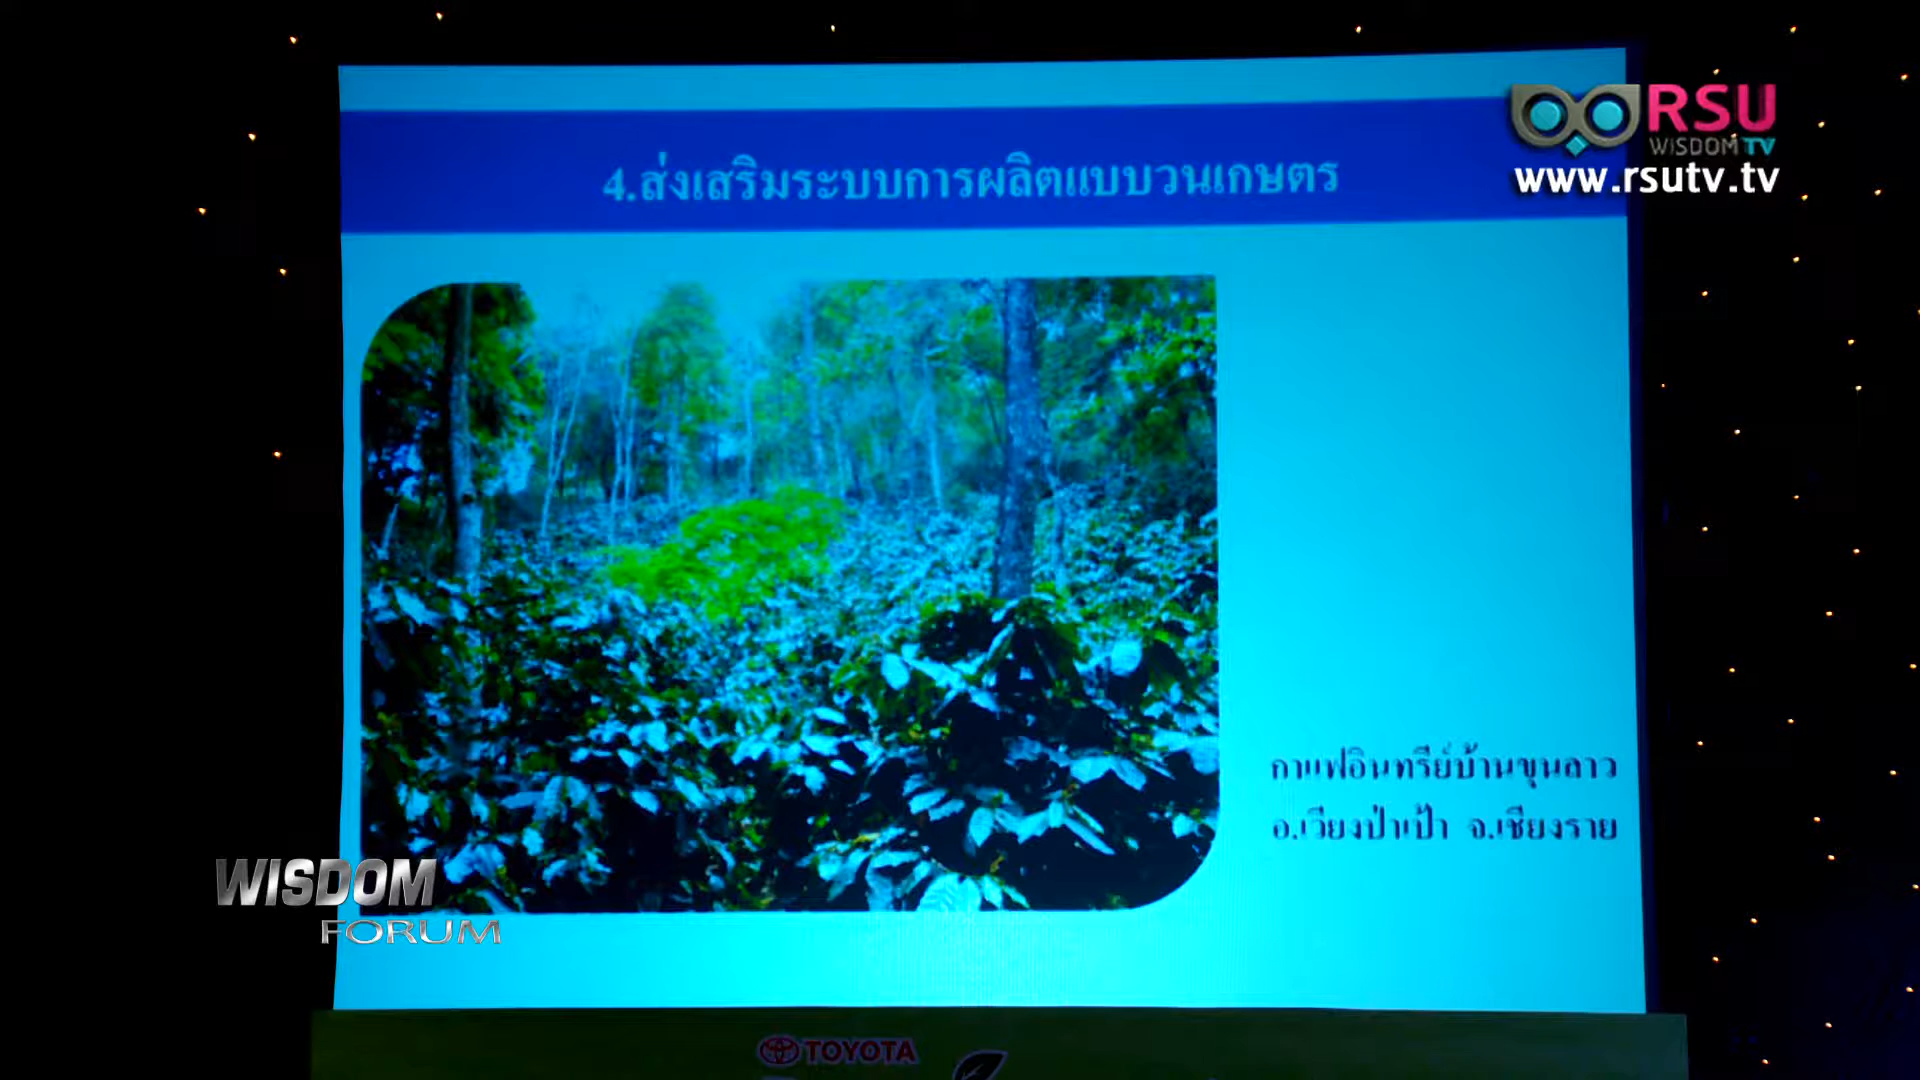 RSU
WISDOM TV
www.rsutv.tv
4.ส่งเสริมระบบการผลิตแบบวนเกษตร
กาแฟอินทรีย์บ้านขุนลาว
อ.เวียงป่าเป้า จ.เชียงราย
WISDOM
FORUM
TOYOTA